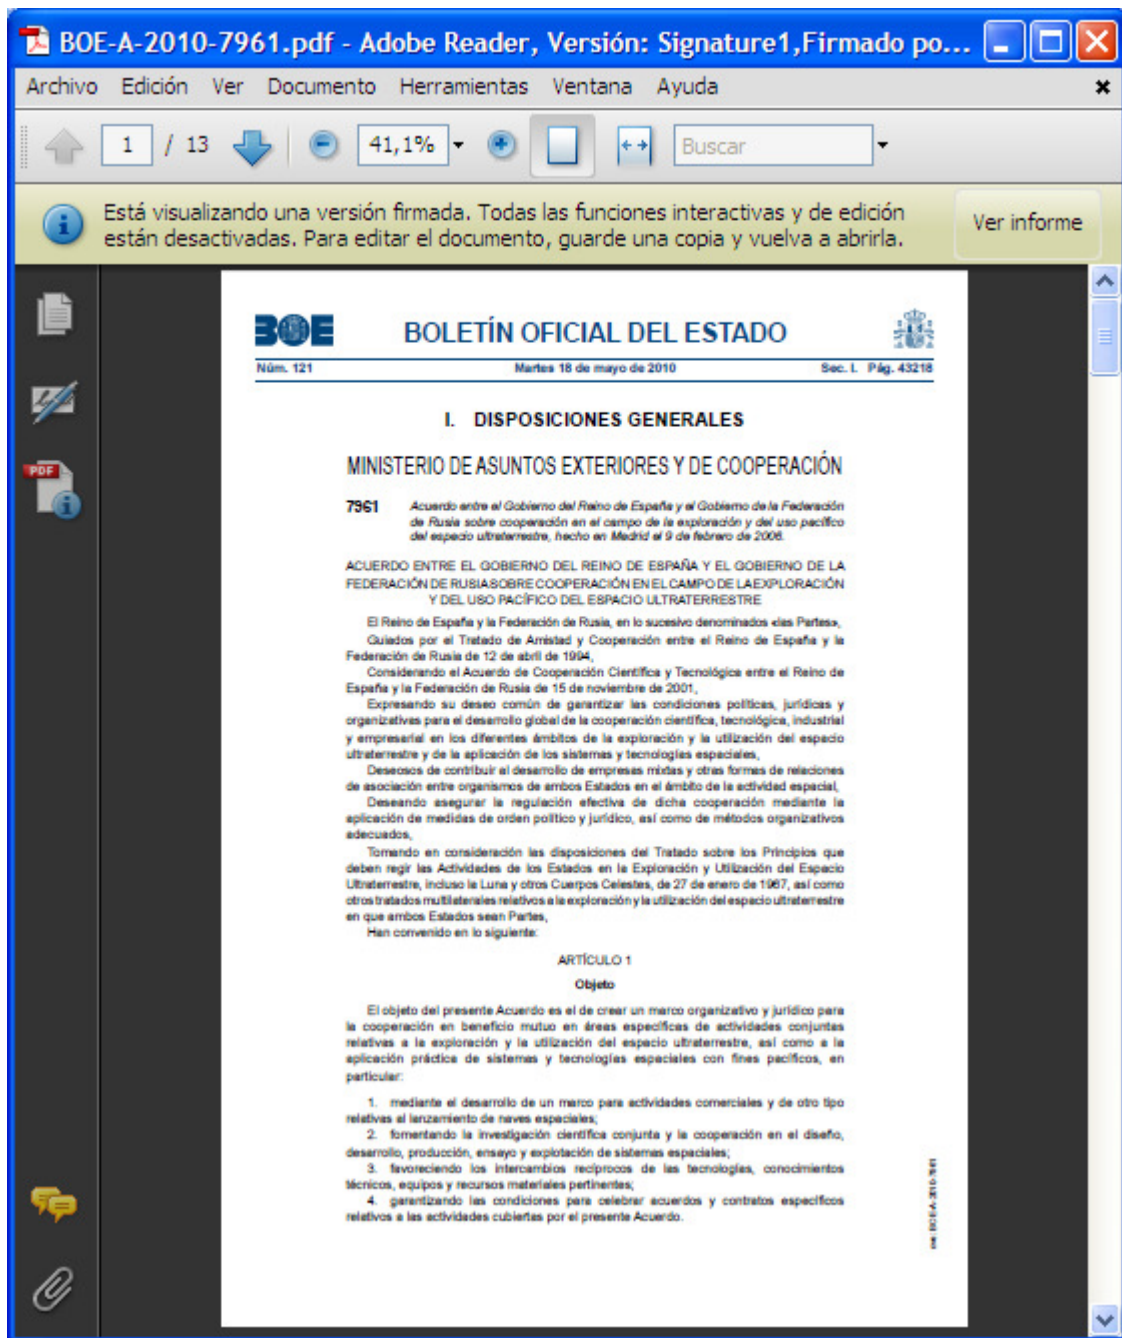 BOE-A-2010-7961.pdf - Adobe Reader, Versión: Signature1,Firmado po...
Archivo Edición Ver Documento Herramientas Ventana Ayuda
1 / 13 41,1% Buscar
Está visualizando una versión firmada. Todas las funciones interactivas y de edición
están desactivadas. Para editar el documento, guarde una copia y vuelva a abrirla.
Ver informe
PDF
BOE BOLETÍN OFICIAL DEL ESTADO
Núm. 121 Martes 18 de mayo de 2010 Sec. I. Pág. 43218
I. DISPOSICIONES GENERALES
MINISTERIO DE ASUNTOS EXTERIORES Y DE COOPERACIÓN
7961 Acuerdo entre el Gobierno del Reino de España y el Gobierno de la Federación
de Rusia sobre cooperación en el campo de la exploración y del uso pacífico
del espacio ultraterrestre, hecho en Madrid el 9 de febrero de 2006.
ACUERDO ENTRE EL GOBIERNO DEL REINO DE ESPAÑA Y EL GOBIERNO DE LA
FEDERACIÓN DE RUSIA SOBRE COOPERACIÓN EN EL CAMPO DE LA EXPLORACIÓN
Y DEL USO PACÍFICO DEL ESPACIO ULTRATERRESTRE
El Reino de España y la Federación de Rusia, en lo sucesivo denominados «las Partes»,
Guiados por el Tratado de Amistad y Cooperación entre el Reino de España y la
Federación de Rusia de 12 de abril de 1994,
Considerando el Acuerdo de Cooperación Científica y Tecnológica entre el Reino de
España y la Federación de Rusia de 15 de noviembre de 2001,
Expresando su deseo común de garantizar las condiciones políticas, jurídicas y
organizativas para el desarrollo global de la cooperación científica, tecnológica, industrial
y empresarial en los diferentes ámbitos de la exploración y la utilización del espacio
ultraterrestre y de la aplicación de los sistemas y tecnologías espaciales,
Deseosos de contribuir al desarrollo de empresas mixtas y otras formas de relaciones
de asociación entre organismos de ambos Estados en el ámbito de la actividad espacial,
Deseando asegurar la regulación efectiva de dicha cooperación mediante la
aplicación de medidas de orden político y jurídico, así como de métodos organizativos
adecuados,
Tomando en consideración las disposiciones del Tratado sobre los Principios que
deben regir las Actividades de los Estados en la Exploración y Utilización del Espacio
Ultraterrestre, incluso la Luna y otros Cuerpos Celestes, de 27 de enero de 1967, así como
otros tratados multilaterales relativos a la exploración y la utilización del espacio ultraterrestre
en que ambos Estados sean Partes,
Han convenido en lo siguiente:
ARTÍCULO 1
Objeto
El objeto del presente Acuerdo es el de crear un marco organizativo y jurídico para
la cooperación en beneficio mutuo en áreas específicas de actividades conjuntas
relativas a la exploración y la utilización del espacio ultraterrestre, así como a la
aplicación práctica de sistemas y tecnologías espaciales con fines pacíficos, en
particular:
1. mediante el desarrollo de un marco para actividades comerciales y de otro tipo
relativas al lanzamiento de naves espaciales;
2. fomentando la investigación científica conjunta y la cooperación en el diseño,
desarrollo, producción, ensayo y explotación de sistemas espaciales;
3. favoreciendo los intercambios recíprocos de las tecnologías, conocimientos
técnicos, equipos y recursos materiales pertinentes;
4. garantizando las condiciones para celebrar acuerdos y contratos específicos
relativos a las actividades cubiertas por el presente Acuerdo.
cve: BOE-A-2010-7961